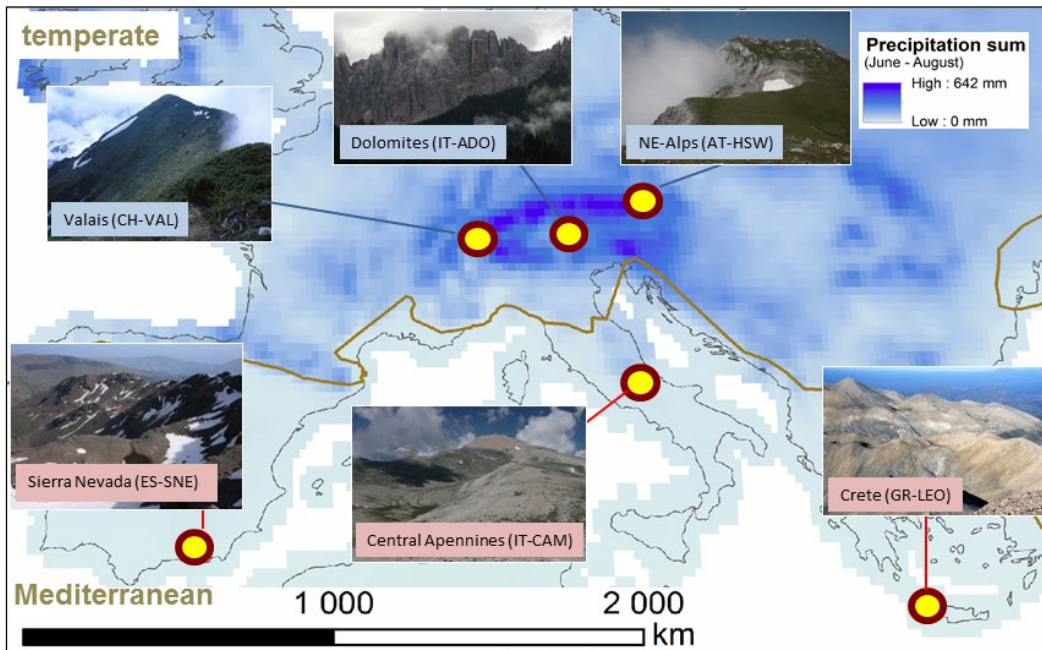 temperate
Precipitation sum
(June - August)
High : 642 mm
Low : 0 mm
Dolomites (IT-ADO)
NE-Alps (AT-HSW)
Valais (CH-VAL)
Sierra Nevada (ES-SNE)
Central Apennines (IT-CAM)
Crete (GR-LEO)
Mediterranean
1 000
2 000
km